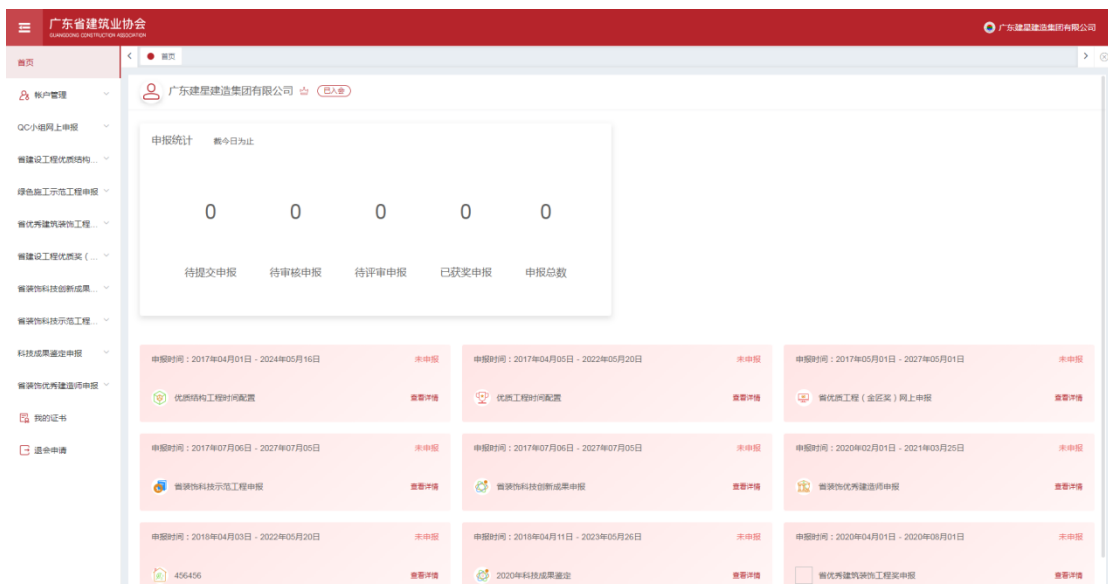 广东省建筑业协会
GUANGDONG CONSTRUCTION ASSOCIATION
广东建星建造集团有限公司
首页
首页
帐户管理
QC小组网上申报
省建设工程优质结构...
绿色施工示范工程申报
省优秀建筑装饰工程...
省建设工程优质奖（...
省装饰科技创新成果...
省装饰科技示范工程...
科技成果鉴定申报
省装饰优秀建造师申报
我的证书
退会申请
广东建星建造集团有限公司 已入会
申报统计 截今日为止
0 0 0 0 0
待提交申报 待审核申报 待评审申报 已获奖申报 申报总数
申报时间：2017年04月01日 - 2024年05月16日 未申报
优质结构工程时间配置 查看详情
申报时间：2017年04月05日 - 2022年05月20日 未申报
优质工程时间配置 查看详情
申报时间：2017年05月01日 - 2027年05月01日 未申报
省优质工程（金匠奖）网上申报 查看详情
申报时间：2017年07月06日 - 2027年07月05日 未申报
省装饰科技示范工程申报 查看详情
申报时间：2017年07月06日 - 2027年07月05日 未申报
省装饰科技创新成果申报 查看详情
申报时间：2020年02月01日 - 2021年03月25日 未申报
省装饰优秀建造师申报 查看详情
申报时间：2018年04月03日 - 2022年05月20日 未申报
456456 查看详情
申报时间：2018年04月11日 - 2023年05月26日 未申报
2020年科技成果鉴定 查看详情
申报时间：2020年04月01日 - 2020年08月01日 未申报
省优秀建筑装饰工程奖申报 查看详情